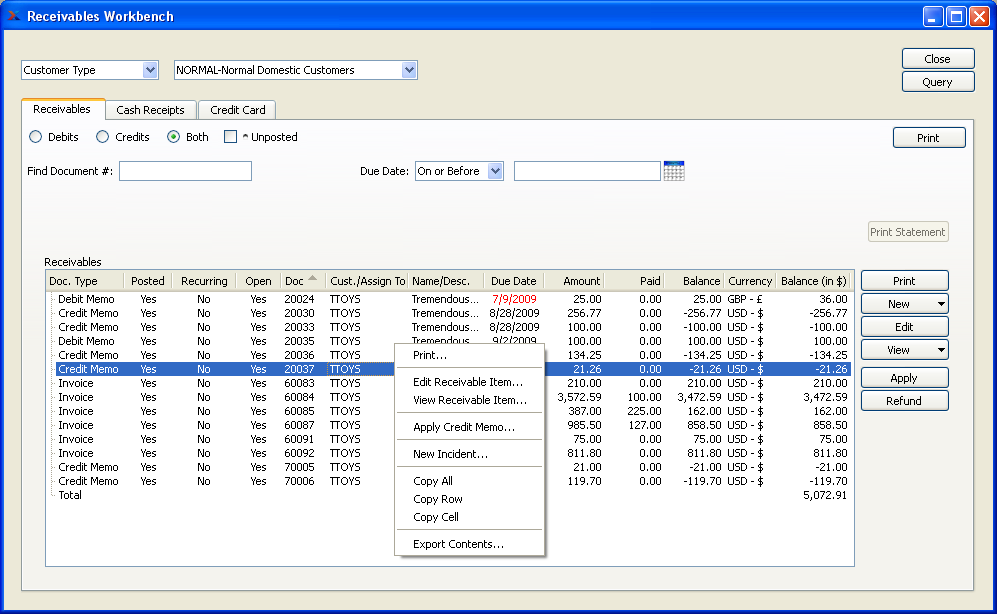 Receivables Workbench
Close
Customer Type NORMAL-Normal Domestic Customers
Query
Receivables Cash Receipts Credit Card
Debits Credits Both ^ Unposted
Print
Find Document #: Due Date: On or Before
Print Statement
Receivables
Doc. Type Posted Recurring Open Doc Cust./Assign To Name/Desc. Due Date Amount Paid Balance Currency Balance (in $)
Debit Memo Yes No Yes 20024 TTOYS Tremendous... 7/9/2009 25.00 0.00 25.00 GBP - £ 36.00
Credit Memo Yes No Yes 20030 TTOYS Tremendous... 8/28/2009 256.77 0.00 -256.77 USD - $ -256.77
Credit Memo Yes No Yes 20033 TTOYS Tremendous... 8/28/2009 100.00 0.00 -100.00 USD - $ -100.00
Debit Memo Yes No Yes 20035 TTOYS Tremendous... 9/2/2009 100.00 0.00 100.00 USD - $ 100.00
Credit Memo Yes No Yes 20036 TTOYS 134.25 0.00 -134.25 USD - $ -134.25
Credit Memo Yes No Yes 20037 TTOYS 21.26 0.00 -21.26 USD - $ -21.26
Invoice Yes No Yes 60083 TTOYS 210.00 0.00 210.00 USD - $ 210.00
Invoice Yes No Yes 60084 TTOYS 3,572.59 100.00 3,472.59 USD - $ 3,472.59
Invoice Yes No Yes 60085 TTOYS 387.00 225.00 162.00 USD - $ 162.00
Invoice Yes No Yes 60087 TTOYS 985.50 127.00 858.50 USD - $ 858.50
Invoice Yes No Yes 60091 TTOYS 75.00 0.00 75.00 USD - $ 75.00
Invoice Yes No Yes 60092 TTOYS 811.80 0.00 811.80 USD - $ 811.80
Credit Memo Yes No Yes 70005 TTOYS 21.00 0.00 -21.00 USD - $ -21.00
Credit Memo Yes No Yes 70006 TTOYS 119.70 0.00 -119.70 USD - $ -119.70
Total 5,072.91
Print...
Edit Receivable Item...
View Receivable Item...
Apply Credit Memo...
New Incident...
Copy All
Copy Row
Copy Cell
Export Contents...
Print
New
Edit
View
Apply
Refund